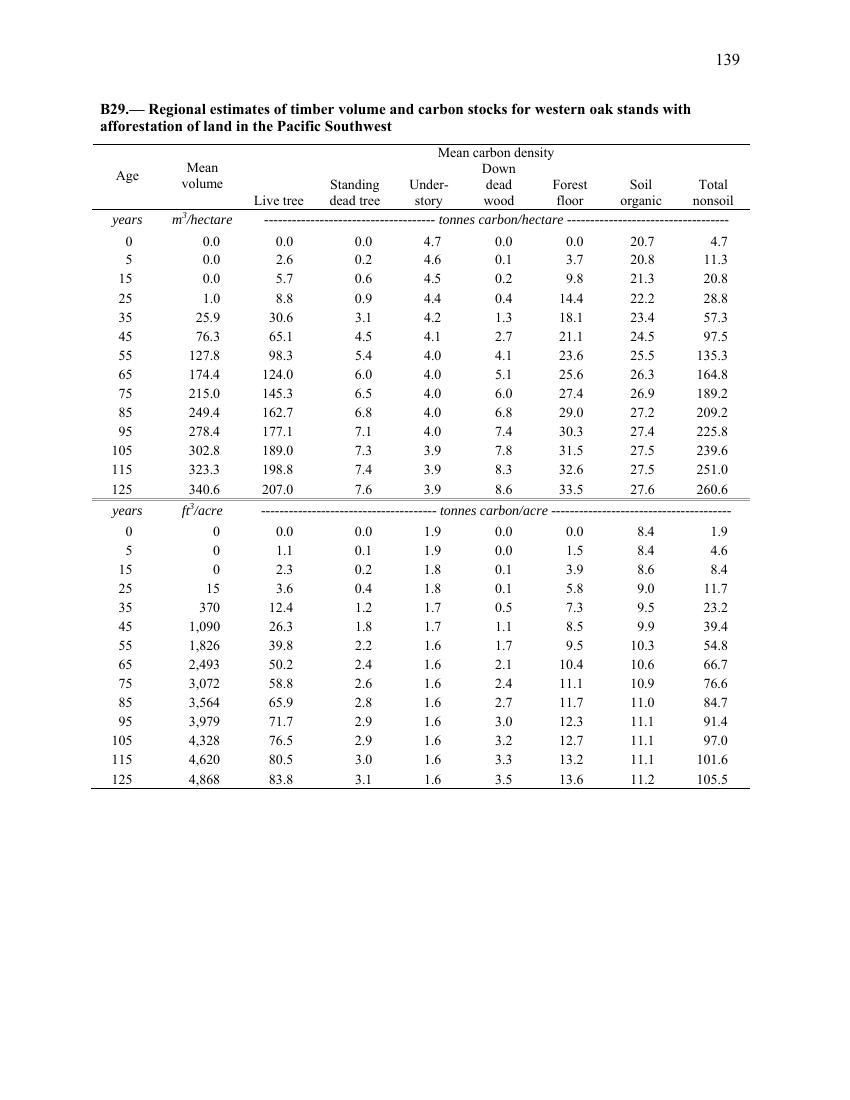 139
B29.— Regional estimates of timber volume and carbon stocks for western oak stands with
afforestation of land in the Pacific Southwest
Mean carbon density
Age Mean volume Live tree Standing dead tree Under-story Down dead wood Forest floor Soil organic Total nonsoil
years m³/hectare ------------------------------------- tonnes carbon/hectare -----------------------------------
0 0.0 0.0 0.0 4.7 0.0 0.0 20.7 4.7
5 0.0 2.6 0.2 4.6 0.1 3.7 20.8 11.3
15 0.0 5.7 0.6 4.5 0.2 9.8 21.3 20.8
25 1.0 8.8 0.9 4.4 0.4 14.4 22.2 28.8
35 25.9 30.6 3.1 4.2 1.3 18.1 23.4 57.3
45 76.3 65.1 4.5 4.1 2.7 21.1 24.5 97.5
55 127.8 98.3 5.4 4.0 4.1 23.6 25.5 135.3
65 174.4 124.0 6.0 4.0 5.1 25.6 26.3 164.8
75 215.0 145.3 6.5 4.0 6.0 27.4 26.9 189.2
85 249.4 162.7 6.8 4.0 6.8 29.0 27.2 209.2
95 278.4 177.1 7.1 4.0 7.4 30.3 27.4 225.8
105 302.8 189.0 7.3 3.9 7.8 31.5 27.5 239.6
115 323.3 198.8 7.4 3.9 8.3 32.6 27.5 251.0
125 340.6 207.0 7.6 3.9 8.6 33.5 27.6 260.6
years ft³/acre -------------------------------------- tonnes carbon/acre ---------------------------------------
0 0 0.0 0.0 1.9 0.0 0.0 8.4 1.9
5 0 1.1 0.1 1.9 0.0 1.5 8.4 4.6
15 0 2.3 0.2 1.8 0.1 3.9 8.6 8.4
25 15 3.6 0.4 1.8 0.1 5.8 9.0 11.7
35 370 12.4 1.2 1.7 0.5 7.3 9.5 23.2
45 1,090 26.3 1.8 1.7 1.1 8.5 9.9 39.4
55 1,826 39.8 2.2 1.6 1.7 9.5 10.3 54.8
65 2,493 50.2 2.4 1.6 2.1 10.4 10.6 66.7
75 3,072 58.8 2.6 1.6 2.4 11.1 10.9 76.6
85 3,564 65.9 2.8 1.6 2.7 11.7 11.0 84.7
95 3,979 71.7 2.9 1.6 3.0 12.3 11.1 91.4
105 4,328 76.5 2.9 1.6 3.2 12.7 11.1 97.0
115 4,620 80.5 3.0 1.6 3.3 13.2 11.1 101.6
125 4,868 83.8 3.1 1.6 3.5 13.6 11.2 105.5